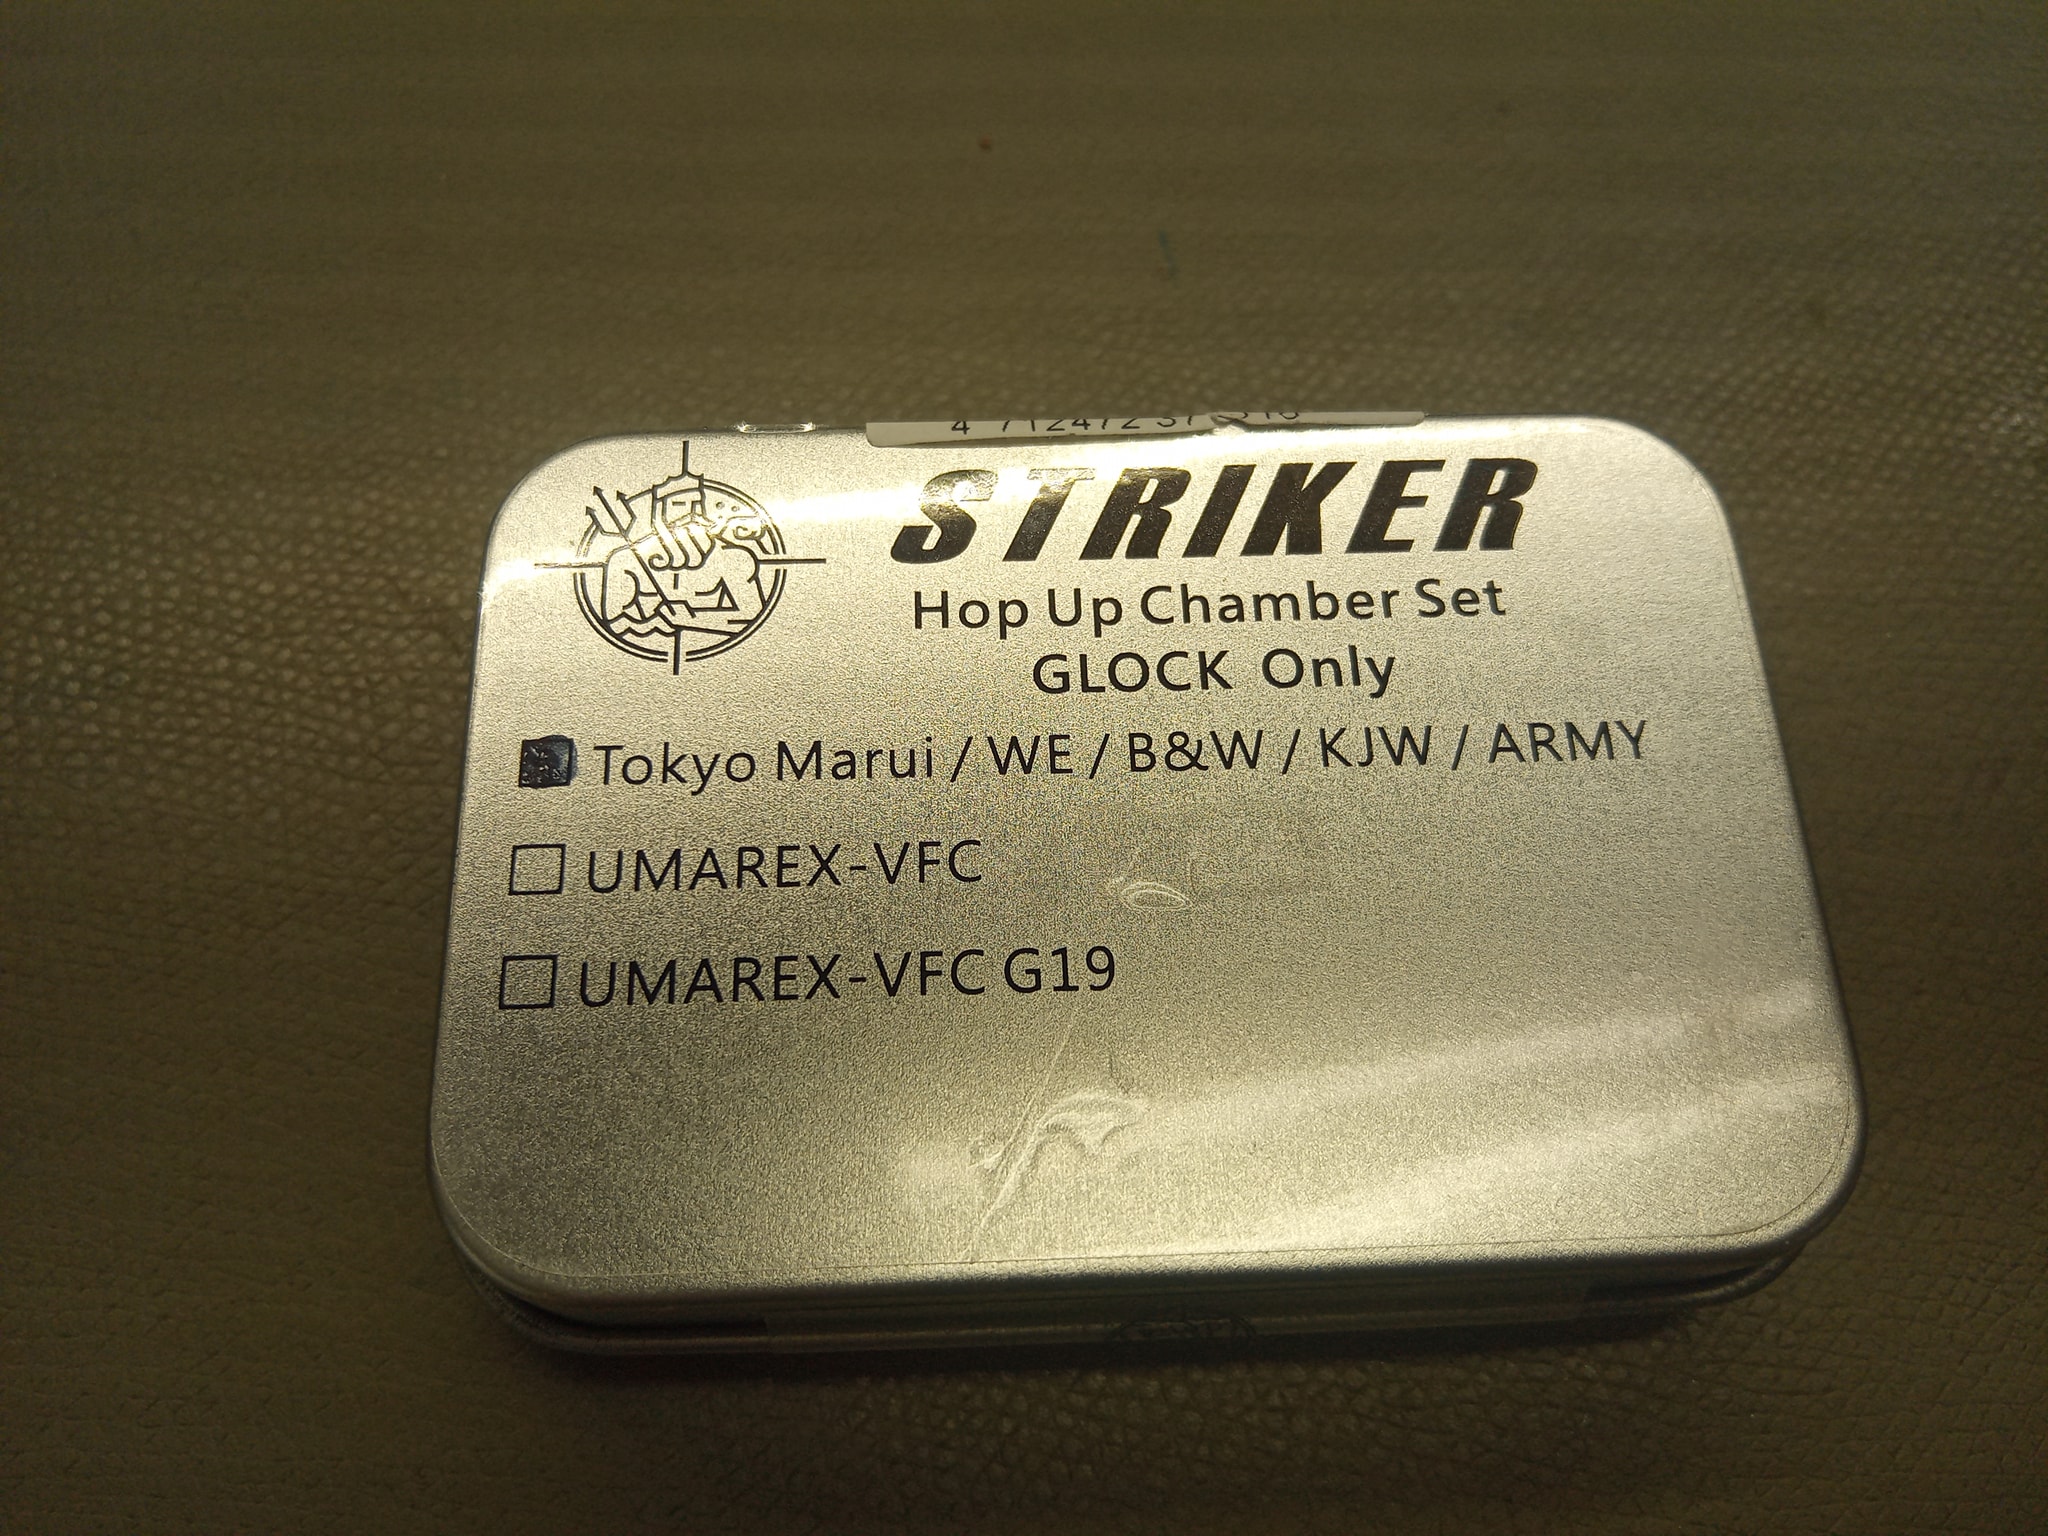 STRIKER
Hop Up Chamber Set
GLOCK Only
Tokyo Marui / WE / B&W / KJW / ARMY
UMAREX-VFC
UMAREX-VFC G19